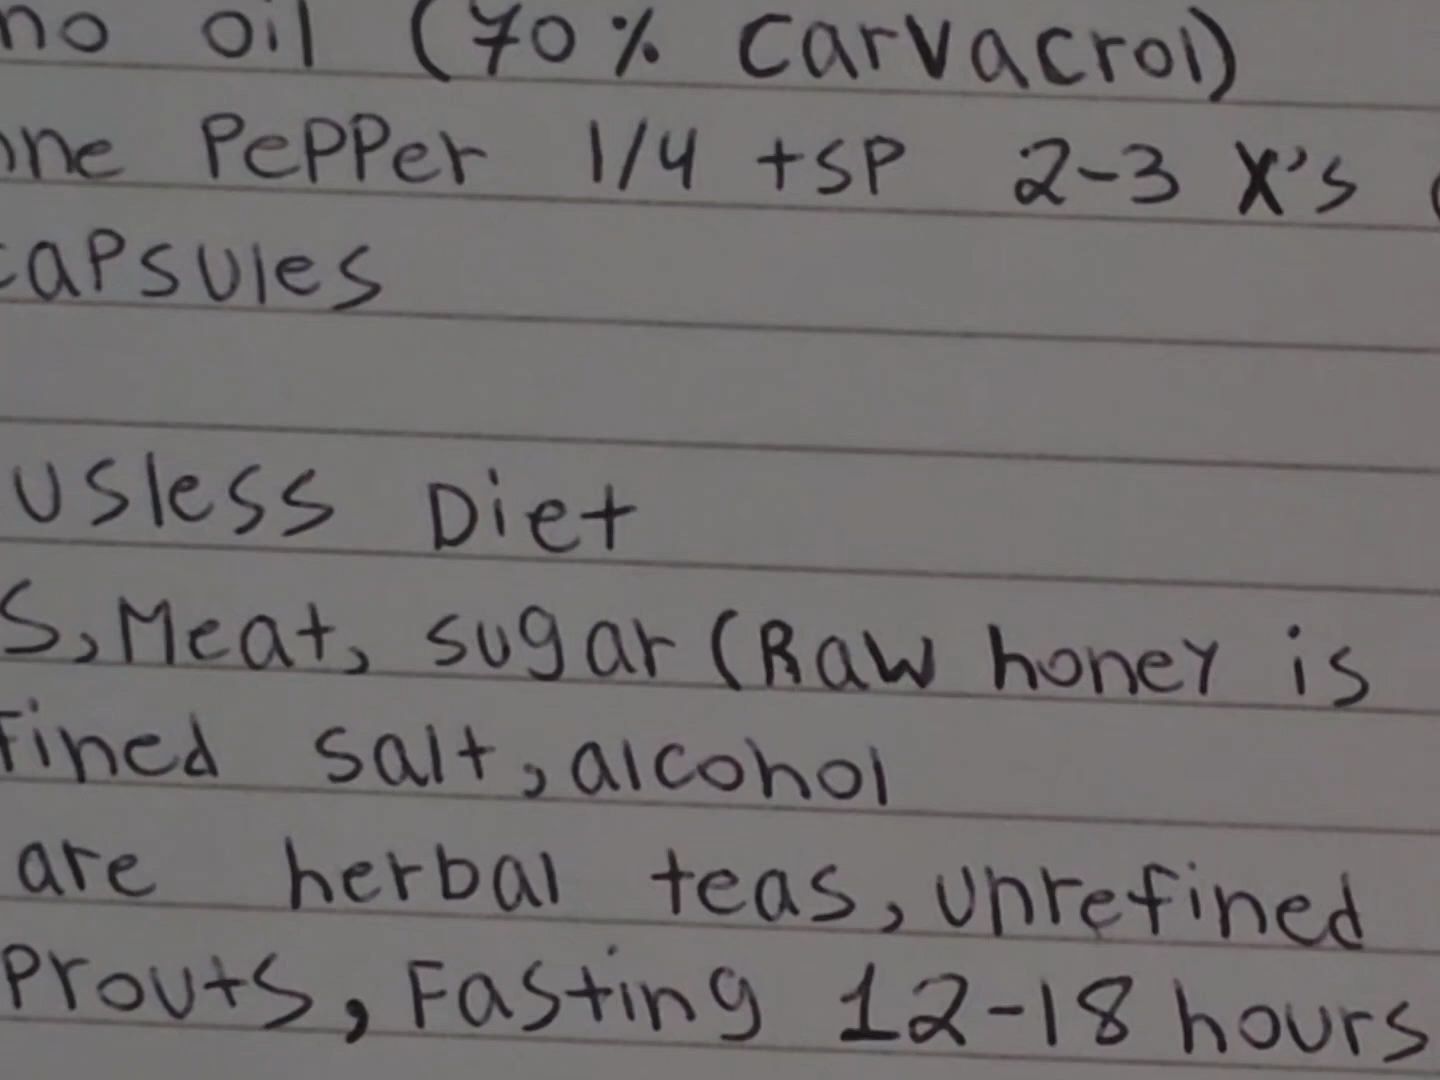 no oil (70% Carvacrol)
ne PePPer 1/4 tSP 2-3 X's (
caPsules
usless Diet
s, Meat, sugar (Raw honey is
fined salt, alcohol
are herbal teas, unrefined
Prouts, Fasting 12-18 hours